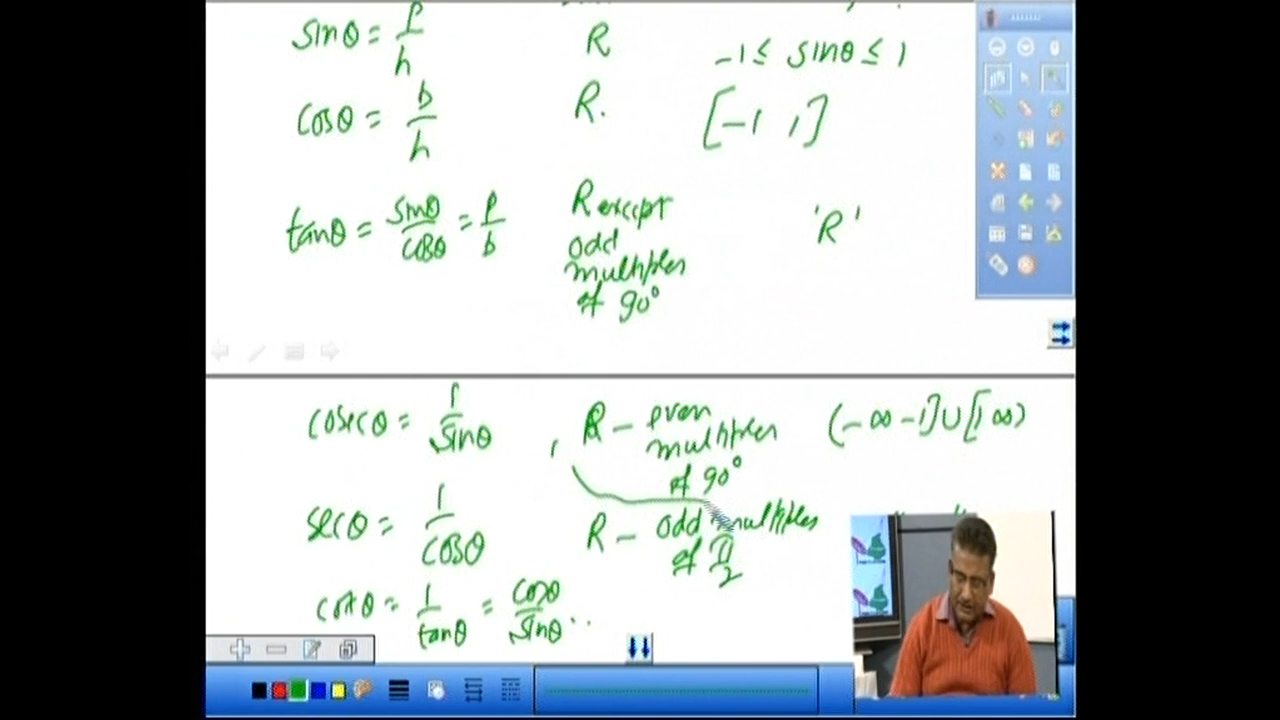 sinθ = p/h R -1 ≤ sinθ ≤ 1
cosθ = b/h R. [-1 1]
tanθ = sinθ/cosθ = p/b R except odd multiples of 90° 'R'
cosecθ = 1/sinθ , R - even multiples of 90° (-∞ -1] ∪ [1 ∞)
secθ = 1/cosθ R - odd multiples of π/2
cotθ = 1/tanθ = cosθ/sinθ ..